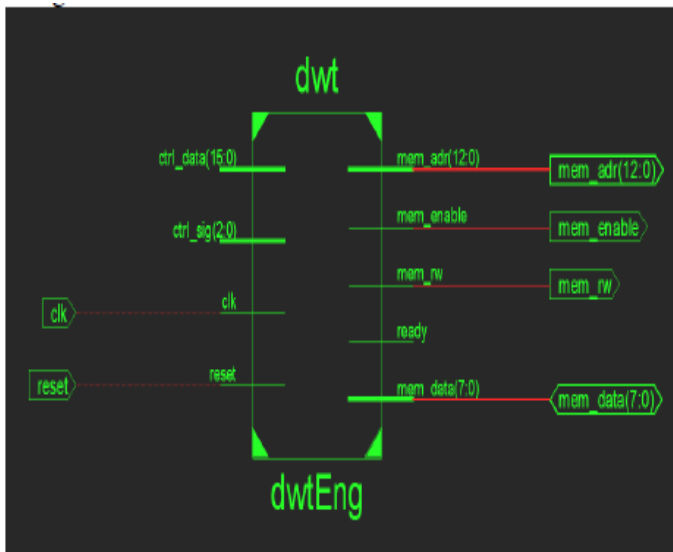 dwt
ctrl_data(15:0)
mem_adr(12:0)
mem_adr(12:0)
mem_enable
mem_enable
ctrl_sig(2:0)
mem_rw
mem_rw
clk
clk
ready
reset
reset
mem_data(7:0)
mem_data(7:0)
dwtEng